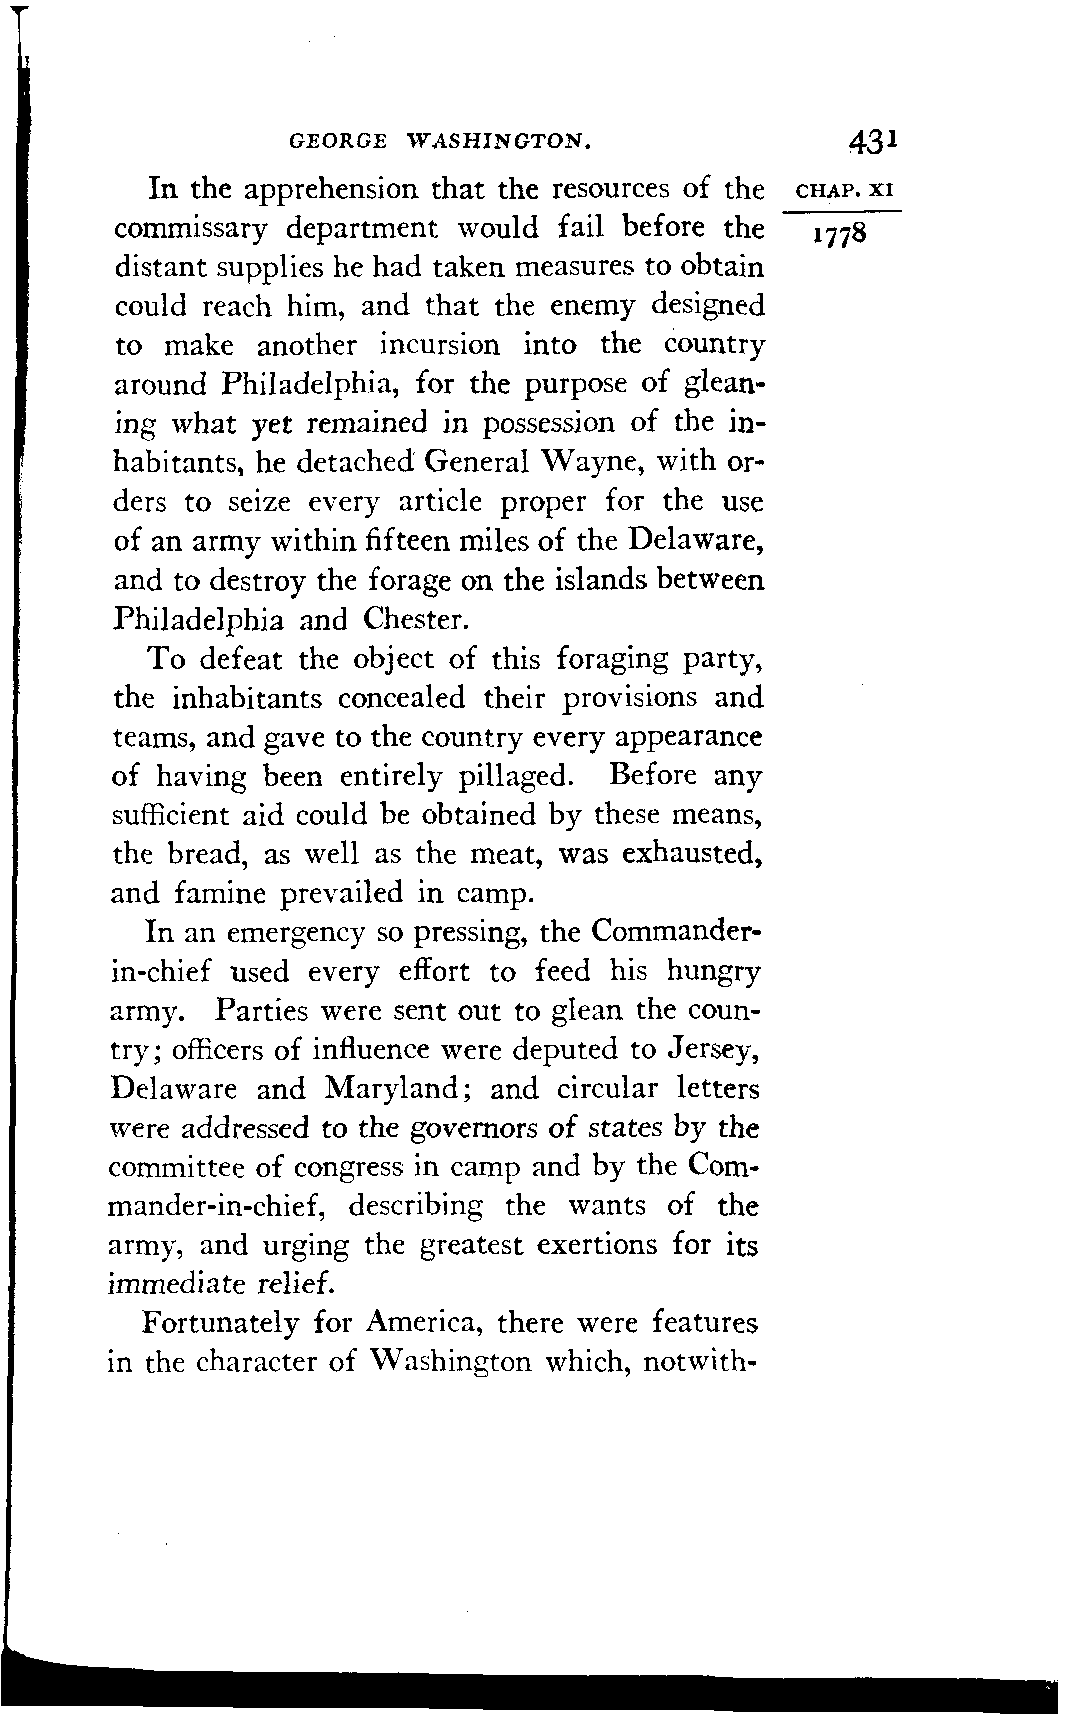 GEORGE WASHINGTON. 431
In the apprehension that the resources of the CHAP. XI
commissary department would fail before the 1778
distant supplies he had taken measures to obtain
could reach him, and that the enemy designed
to make another incursion into the country
around Philadelphia, for the purpose of glean-
ing what yet remained in possession of the in-
habitants, he detached General Wayne, with or-
ders to seize every article proper for the use
of an army within fifteen miles of the Delaware,
and to destroy the forage on the islands between
Philadelphia and Chester.
To defeat the object of this foraging party,
the inhabitants concealed their provisions and
teams, and gave to the country every appearance
of having been entirely pillaged. Before any
sufficient aid could be obtained by these means,
the bread, as well as the meat, was exhausted,
and famine prevailed in camp.
In an emergency so pressing, the Commander-
in-chief used every effort to feed his hungry
army. Parties were sent out to glean the coun-
try; officers of influence were deputed to Jersey,
Delaware and Maryland; and circular letters
were addressed to the governors of states by the
committee of congress in camp and by the Com-
mander-in-chief, describing the wants of the
army, and urging the greatest exertions for its
immediate relief.
Fortunately for America, there were features
in the character of Washington which, notwith-